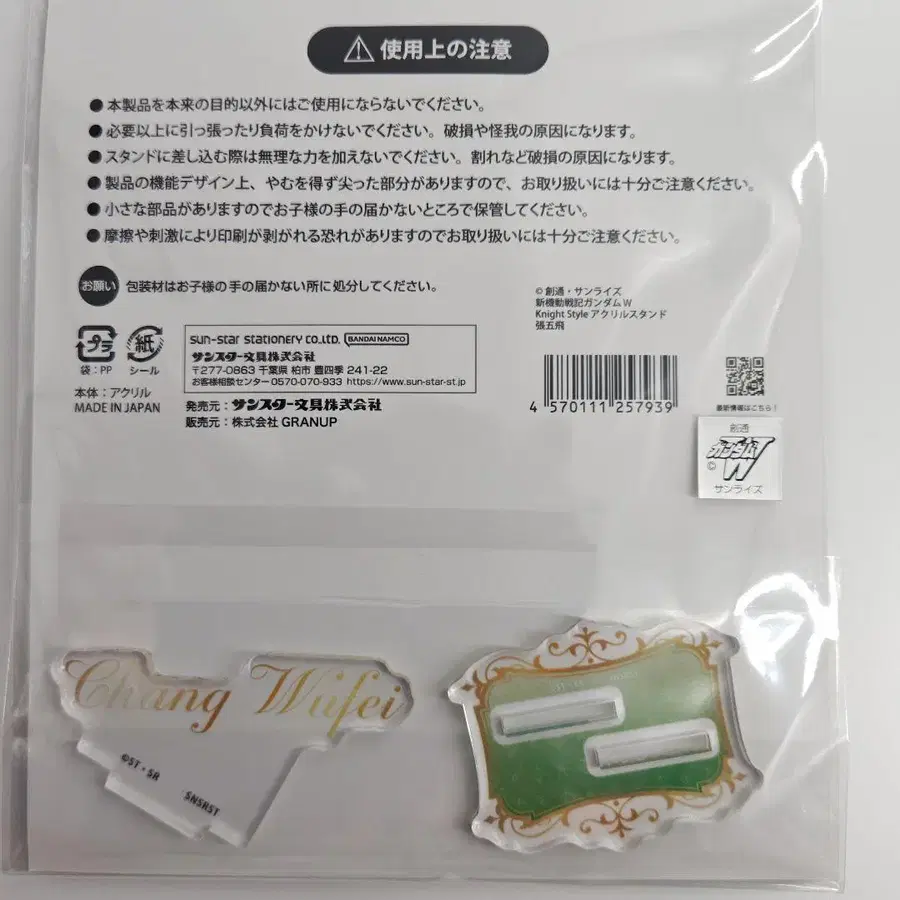 ⚠ 使用上の注意
●本製品を本来の目的以外にはご使用にならないでください。
●必要以上に引っ張ったり負荷をかけないでください。破損や怪我の原因になります。
●スタンドに差し込む際は無理な力を加えないでください。割れなど破損の原因になります。
●製品の機能デザイン上、やむを得ず尖った部分がありますので、お取り扱いには十分ご注意ください。
●小さな部品がありますのでお子様の手の届かないところで保管してください。
●摩擦や刺激により印刷が剥がれる恐れがありますのでお取り扱いには十分ご注意ください。
お願い 包装材はお子様の手の届かない所に処分してください。
プラ
袋：PP
紙
シール
本体：アクリル
MADE IN JAPAN
sun-star stationery co.,ltd. BANDAI NAMCO
サンスター文具株式会社
〒277-0863 千葉県 柏市 豊四季 241-22
お客様相談センター 0570-070-933 https://www.sun-star-st.jp
発売元：サンスター文具株式会社
販売元：株式会社 GRANUP
© 創通・サンライズ
新機動戦記ガンダム W
Knight Style アクリルスタンド
張五飛
4 570111 257939
最新情報はこちら！
創通
ガンダムW
©
サンライズ
Chang Wufei
©ST・SR
SNSRST